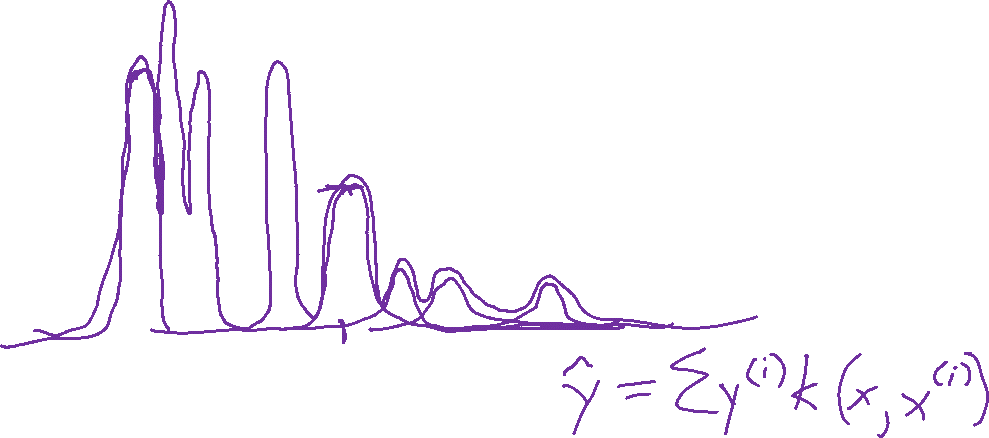 ŷ = Σy⁽ⁱ⁾k(x, x⁽ⁱ⁾)